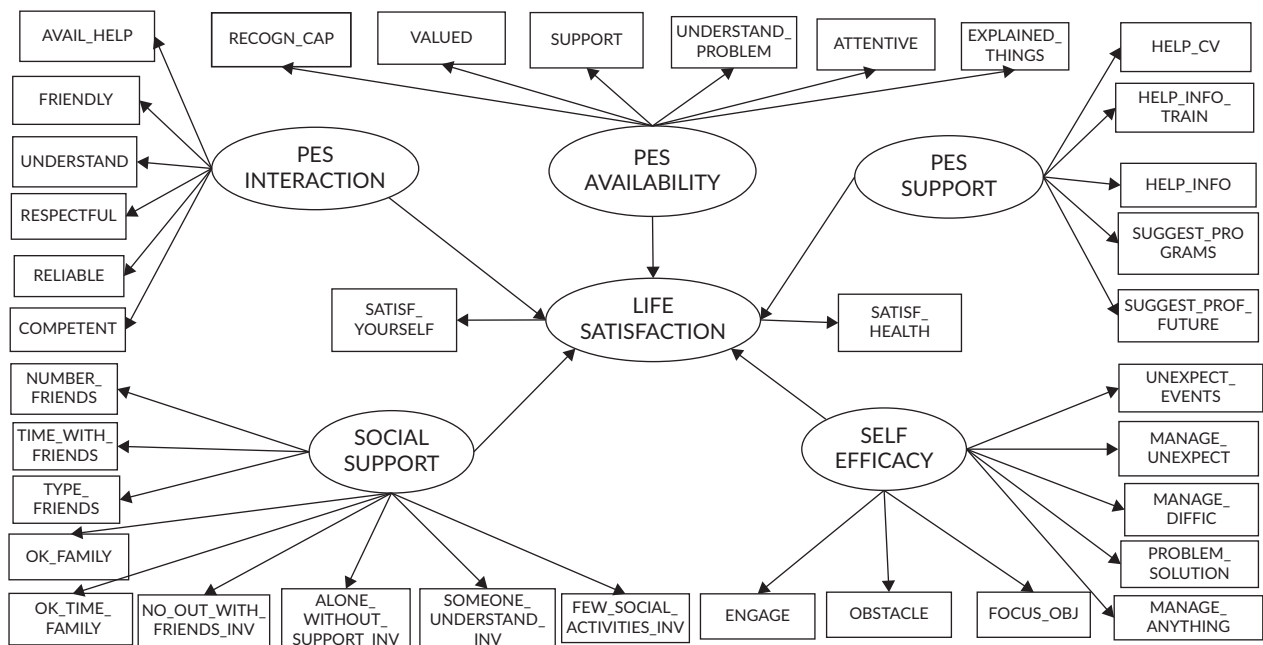 AVAIL_HELP
RECOGN_CAP
VALUED
SUPPORT
UNDERSTAND_
PROBLEM
ATTENTIVE
EXPLAINED_
THINGS
HELP_CV
FRIENDLY
HELP_INFO_
TRAIN
UNDERSTAND
PES
INTERACTION
PES
AVAILABILITY
PES
SUPPORT
HELP_INFO
RESPECTFUL
SUGGEST_PRO
GRAMS
RELIABLE
SUGGEST_PROF_
FUTURE
COMPETENT
SATISF_
YOURSELF
LIFE
SATISFACTION
SATISF_
HEALTH
NUMBER_
FRIENDS
UNEXPECT_
EVENTS
TIME_WITH_
FRIENDS
SOCIAL
SUPPORT
SELF
EFFICACY
MANAGE_
UNEXPECT
TYPE_
FRIENDS
MANAGE_
DIFFIC
OK_FAMILY
PROBLEM_
SOLUTION
OK_TIME_
FAMILY
NO_OUT_WITH_
FRIENDS_INV
ALONE_
WITHOUT_
SUPPORT_INV
SOMEONE_
UNDERSTAND_
INV
FEW_SOCIAL_
ACTIVITIES_INV
ENGAGE
OBSTACLE
FOCUS_OBJ
MANAGE_
ANYTHING